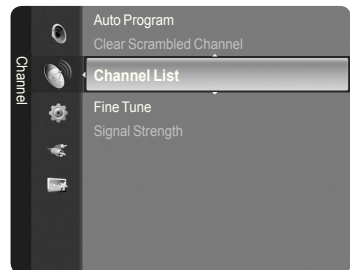 Channel
Auto Program
Clear Scrambled Channel
Channel List
Fine Tune
Signal Strength